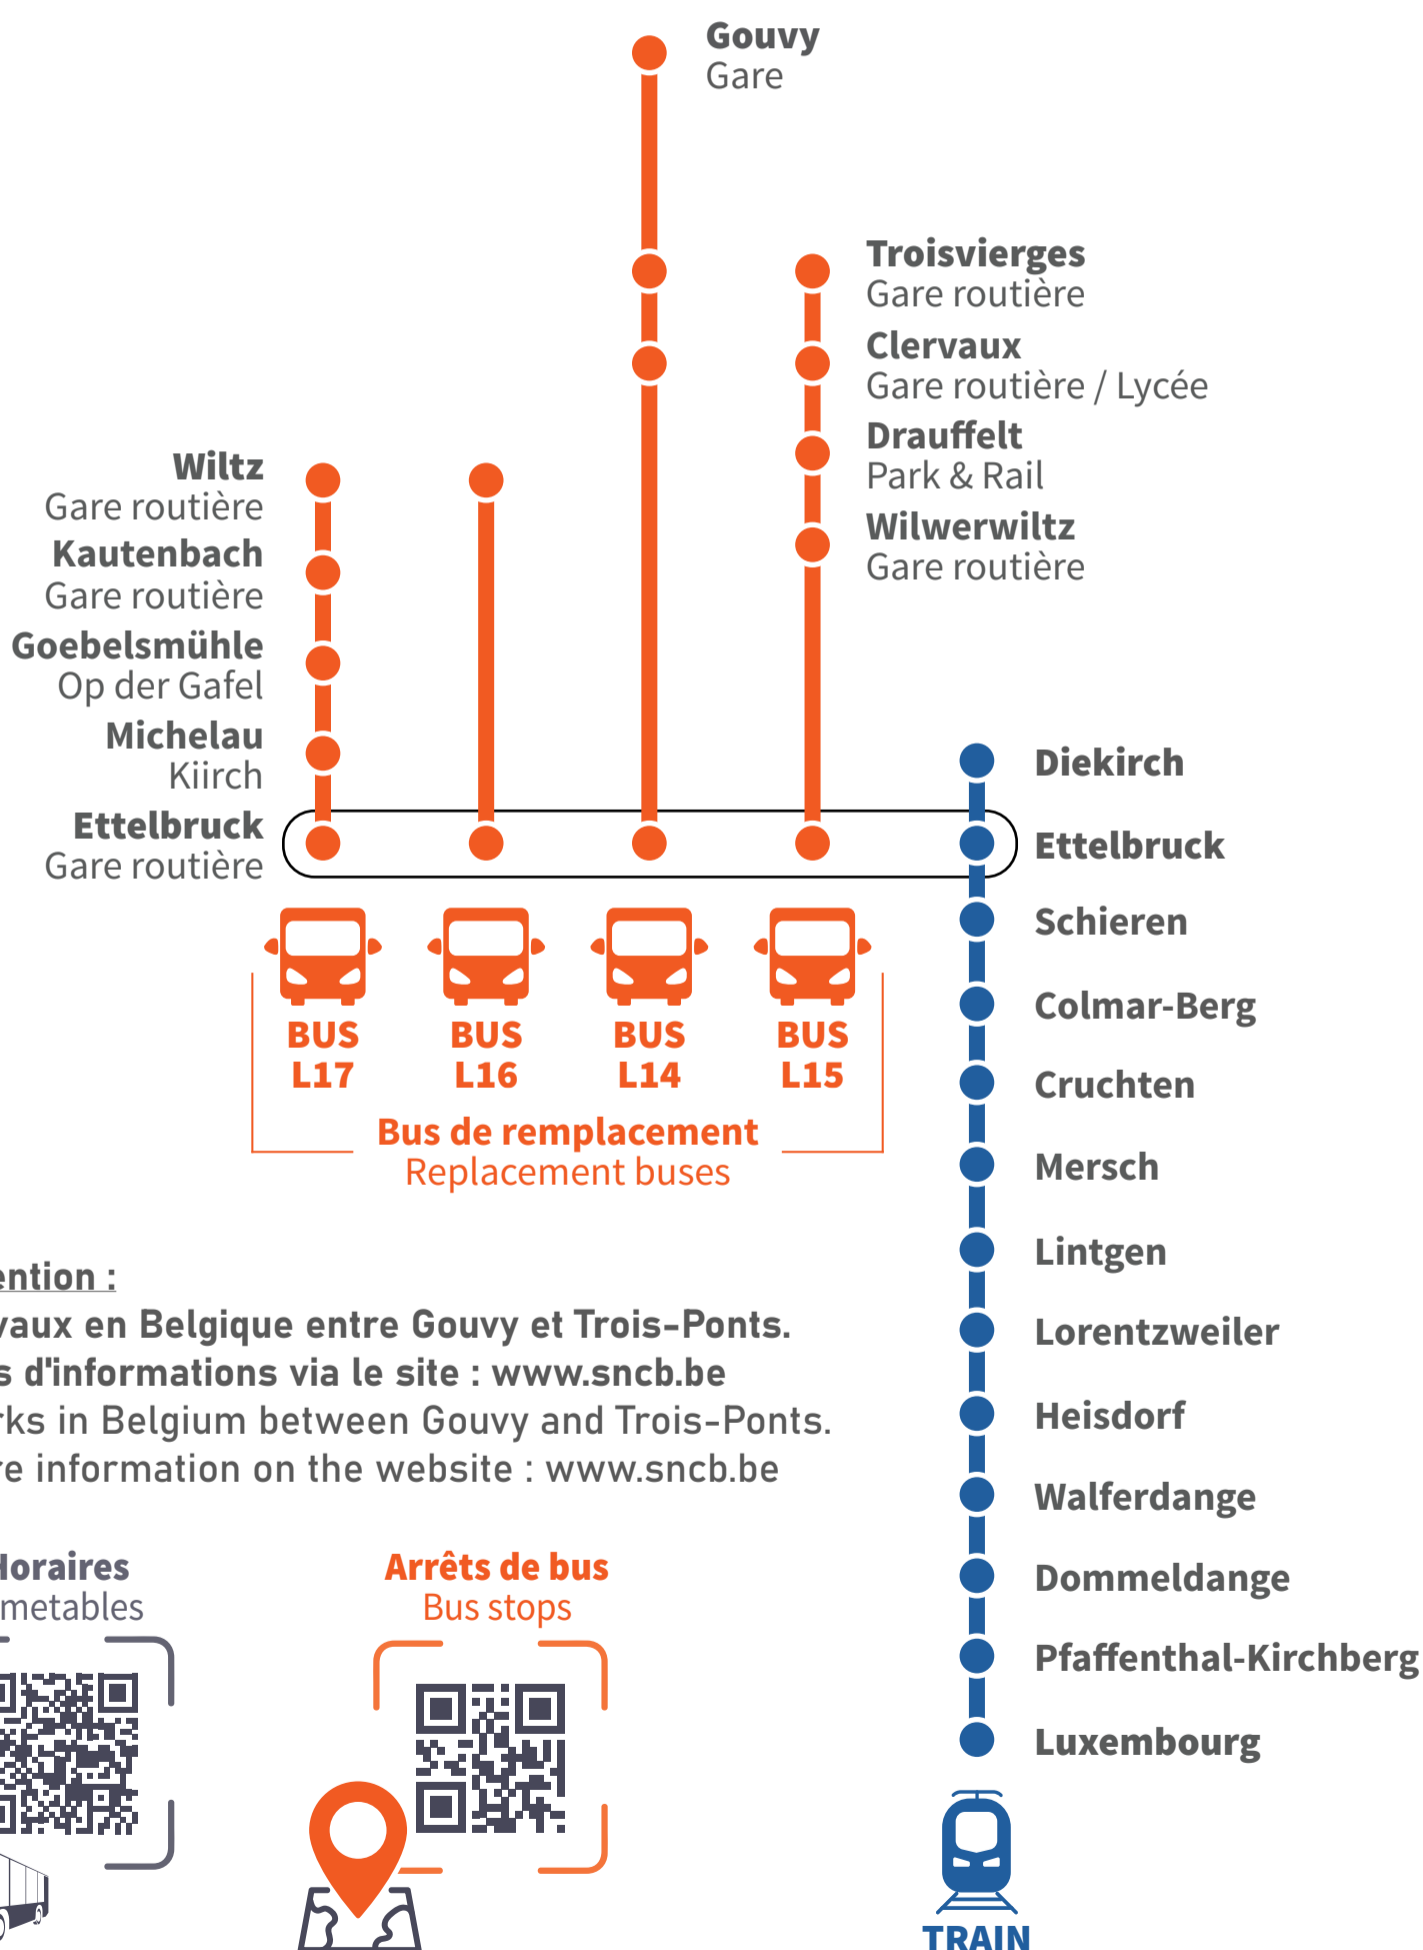 Gouvy
Gare
Troisvierges
Gare routière
Clervaux
Gare routière / Lycée
Drauffelt
Park & Rail
Wilwerwiltz
Gare routière
Wiltz
Gare routière
Kautenbach
Gare routière
Goebelsmühle
Op der Gafel
Michelau
Kiirch
Ettelbruck
Gare routière
Diekirch
Ettelbruck
Schieren
Colmar-Berg
Cruchten
Mersch
Lintgen
Lorentzweiler
Heisdorf
Walferdange
Dommeldange
Pfaffenthal-Kirchberg
Luxembourg
TRAIN
BUS
L17
BUS
L16
BUS
L14
BUS
L15
Bus de remplacement
Replacement buses
ention :
vaux en Belgique entre Gouvy et Trois-Ponts.
s d'informations via le site : www.sncb.be
rks in Belgium between Gouvy and Trois-Ponts.
re information on the website : www.sncb.be
Horaires
metables
Arrêts de bus
Bus stops